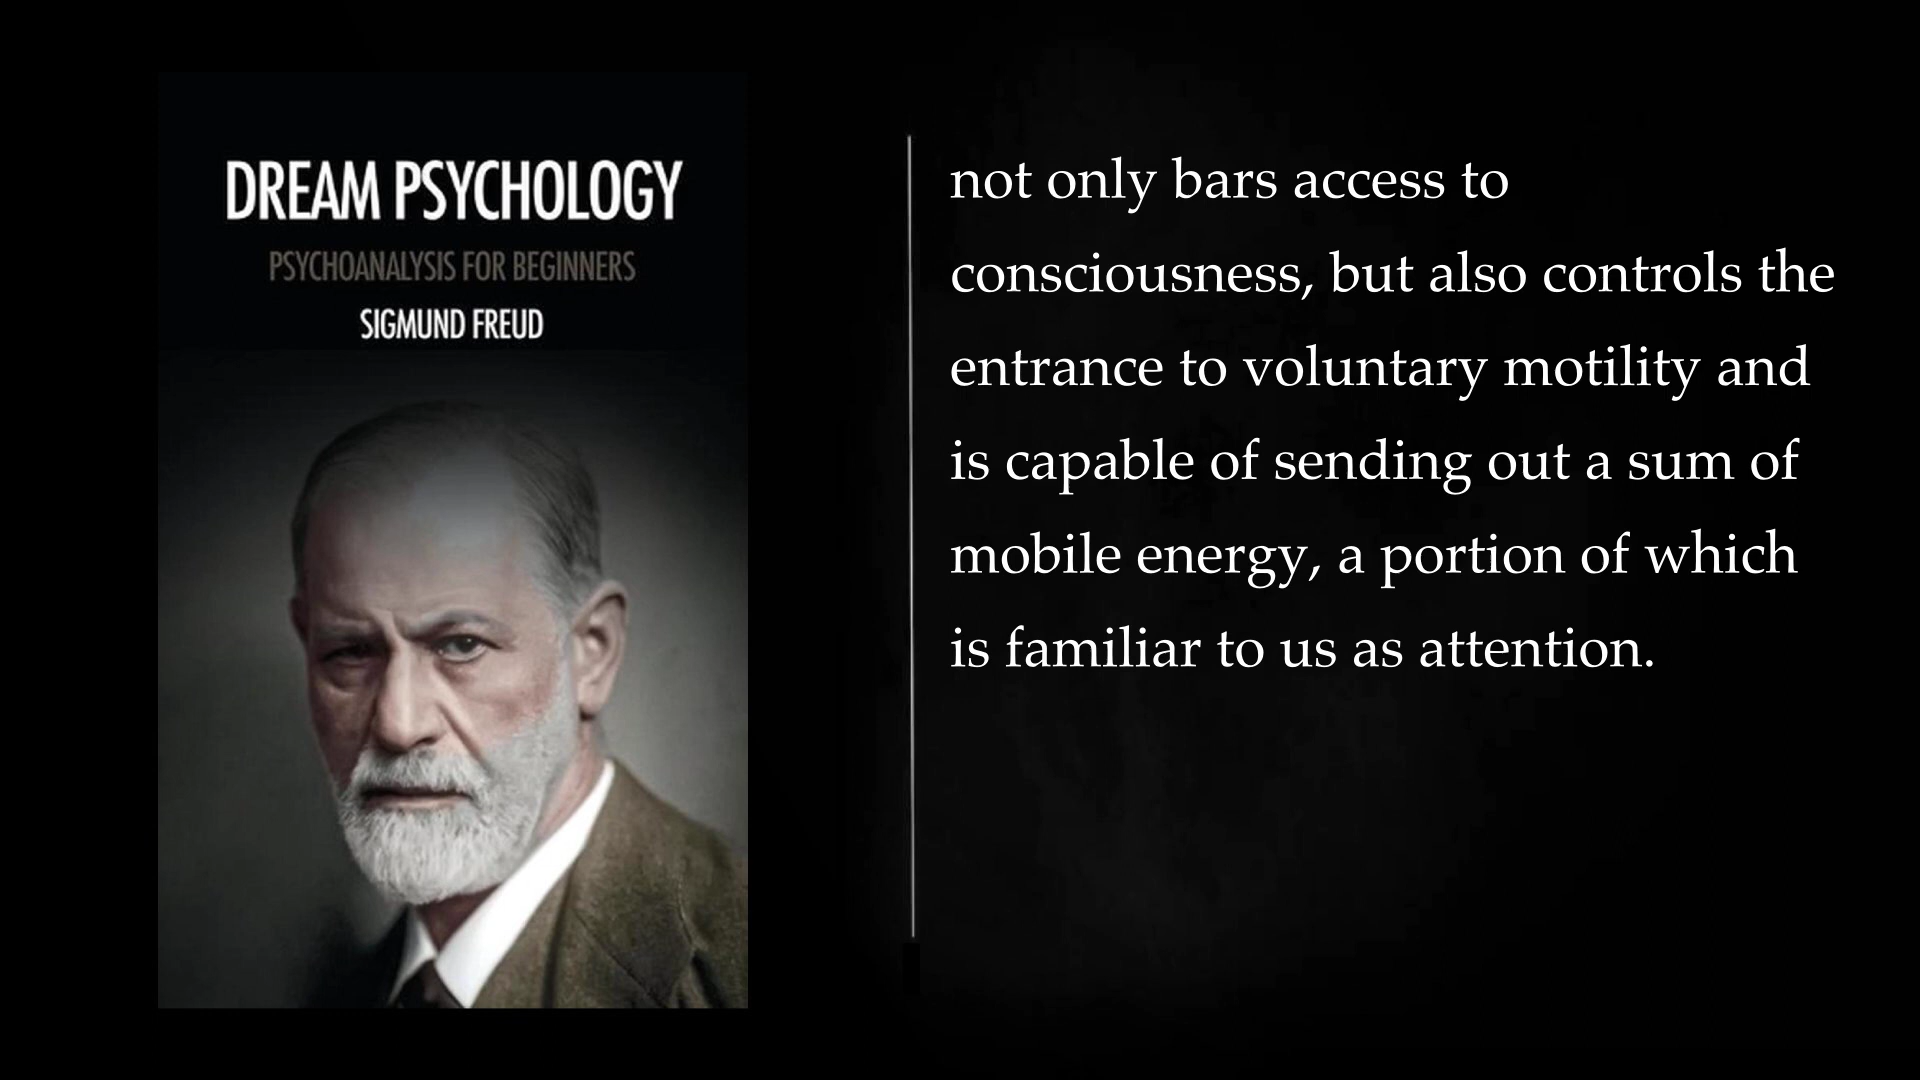 DREAM PSYCHOLOGY
PSYCHOANALYSIS FOR BEGINNERS
SIGMUND FREUD
not only bars access to
consciousness, but also controls the
entrance to voluntary motility and
is capable of sending out a sum of
mobile energy, a portion of which
is familiar to us as attention.